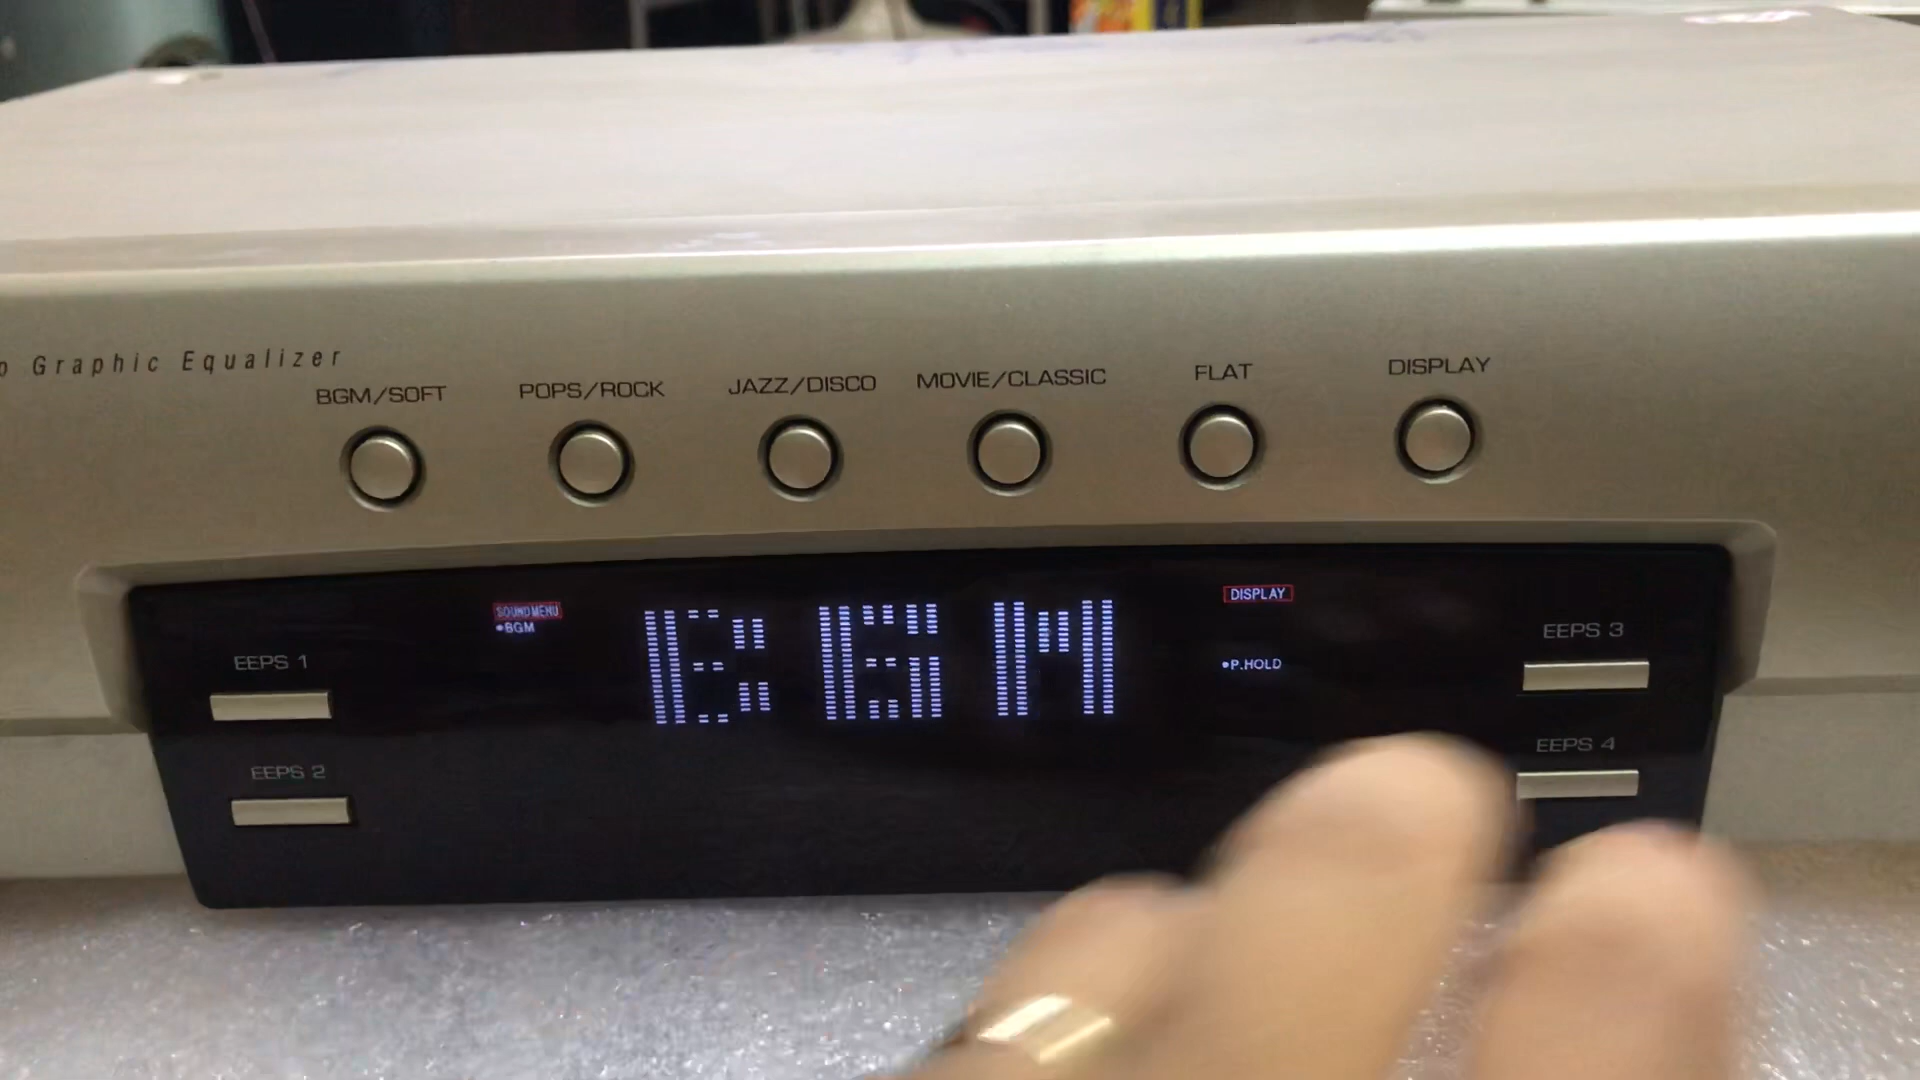 Graphic Equalizer
BGM/SOFT
POPS/ROCK
JAZZ/DISCO
MOVIE/CLASSIC
FLAT
DISPLAY
SOUND MENU
•BGM
BGM
DISPLAY
•P.HOLD
EEPS 1
EEPS 2
EEPS 3
EEPS 4